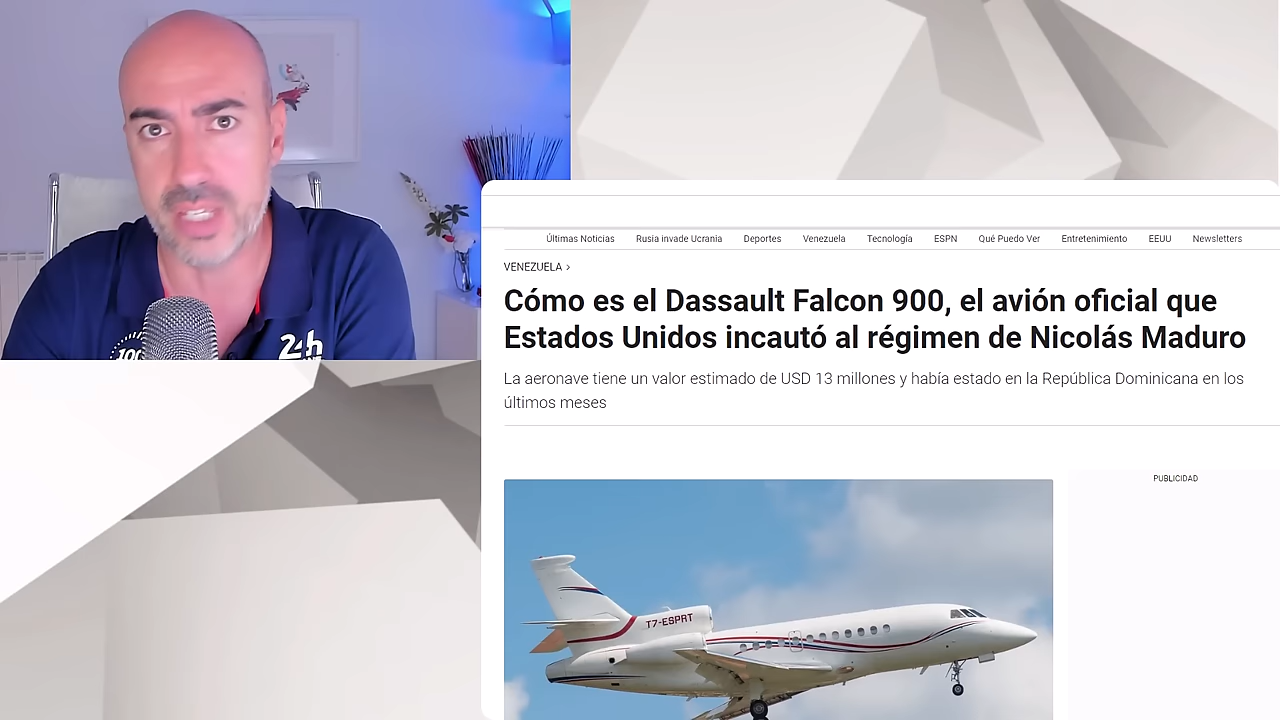 Últimas Noticias Rusia invade Ucrania Deportes Venezuela Tecnología ESPN Qué Puedo Ver Entretenimiento EEUU Newsletters
VENEZUELA >
Cómo es el Dassault Falcon 900, el avión oficial que
Estados Unidos incautó al régimen de Nicolás Maduro
La aeronave tiene un valor estimado de USD 13 millones y había estado en la República Dominicana en los
últimos meses
PUBLICIDAD
T7-ESPRT
100
24h